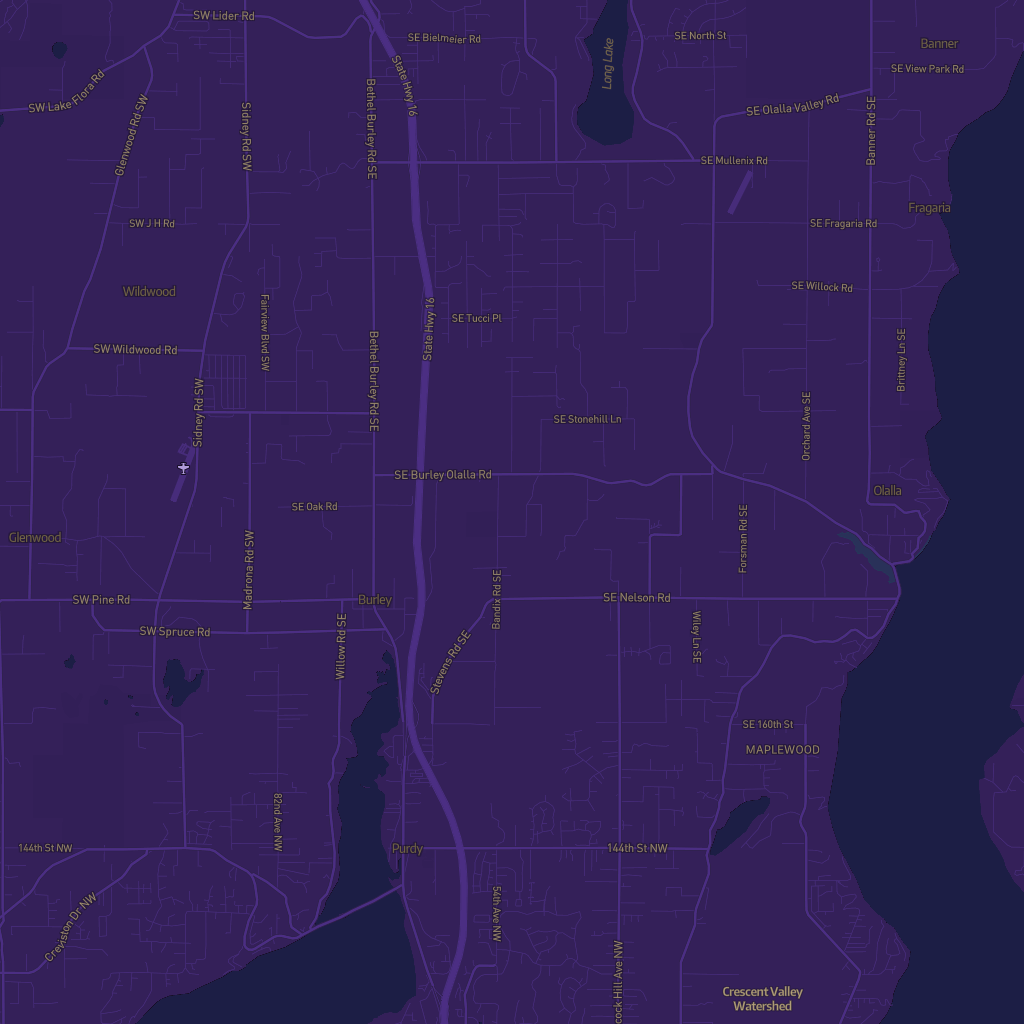 SW Lider Rd
SE Bielmeier Rd
SE North St
Banner
Long Lake
SE View Park Rd
State Hwy 16
SW Lake Flora Rd
SE Olalla Valley Rd
Glenwood Rd SW
Sidney Rd SW
Bethel Burley Rd SE
Banner Rd SE
SE Mullenix Rd
Fragaria
SW J H Rd
SE Fragaria Rd
Wildwood
SE Willock Rd
Fairview Blvd SW
State Hwy 16
SE Tucci Pl
SW Wildwood Rd
Bethel Burley Rd SE
Brittney Ln SE
Sidney Rd SW
SE Stonehill Ln
Orchard Ave SE
SE Burley Olalla Rd
Olalla
SE Oak Rd
Glenwood
Forsman Rd SE
Madrona Rd SW
SW Pine Rd
Burley
Bandix Rd SE
SE Nelson Rd
SW Spruce Rd
Willow Rd SE
Stevens Rd SE
Wiley Ln SE
SE 160th St
MAPLEWOOD
82nd Ave NW
144th St NW
Purdy
144th St NW
Creviston Dr NW
54th Ave NW
cock Hill Ave NW
Crescent Valley
Watershed